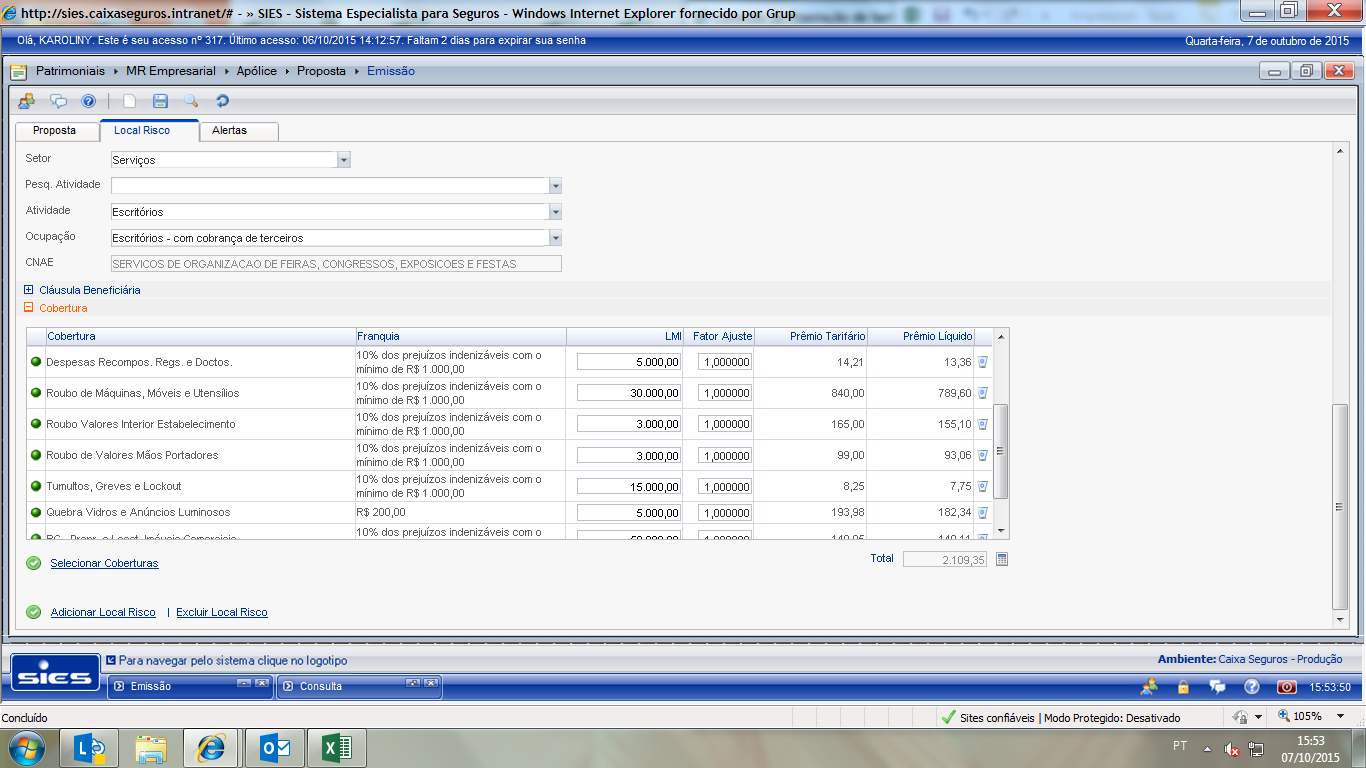 http://sies.caixaseguros.intranet/# - » SIES - Sistema Especialista para Seguros - Windows Internet Explorer fornecido por Grup
Olá, KAROLINY. Este é seu acesso nº 317. Último acesso: 06/10/2015 14:12:57. Faltam 2 dias para expirar sua senha
Quarta-feira, 7 de outubro de 2015
Patrimoniais MR Empresarial Apólice Proposta Emissão
Proposta Local Risco Alertas
Setor Serviços
Pesq. Atividade
Atividade Escritórios
Ocupação Escritórios - com cobrança de terceiros
CNAE SERVICOS DE ORGANIZACAO DE FEIRAS, CONGRESSOS, EXPOSICOES E FESTAS
Cláusula Beneficiária
Cobertura
Cobertura Franquia LMI Fator Ajuste Prêmio Tarifário Prêmio Líquido
Despesas Recompos. Regs. e Doctos. 10% dos prejuízos indenizáveis com o 5.000,00 1,000000 14,21 13,36
mínimo de R$ 1.000,00
Roubo de Máquinas, Móveis e Utensílios 10% dos prejuízos indenizáveis com o 30.000,00 1,000000 840,00 789,60
mínimo de R$ 1.000,00
Roubo Valores Interior Estabelecimento 10% dos prejuízos indenizáveis com o 3.000,00 1,000000 165,00 155,10
mínimo de R$ 1.000,00
Roubo de Valores Mãos Portadores 10% dos prejuízos indenizáveis com o 3.000,00 1,000000 99,00 93,06
mínimo de R$ 1.000,00
Tumultos, Greves e Lockout 10% dos prejuízos indenizáveis com o 15.000,00 1,000000 8,25 7,75
mínimo de R$ 1.000,00
Quebra Vidros e Anúncios Luminosos R$ 200,00 5.000,00 1,000000 193,98 182,34
10% dos prejuízos indenizáveis com o
Selecionar Coberturas
Total 2.109,35
Adicionar Local Risco | Excluir Local Risco
SIES
Para navegar pelo sistema clique no logotipo
Ambiente: Caixa Seguros - Produção
Emissão Consulta
15:53:50
Concluído
Sites confiáveis | Modo Protegido: Desativado
105%
PT
15:53
07/10/2015